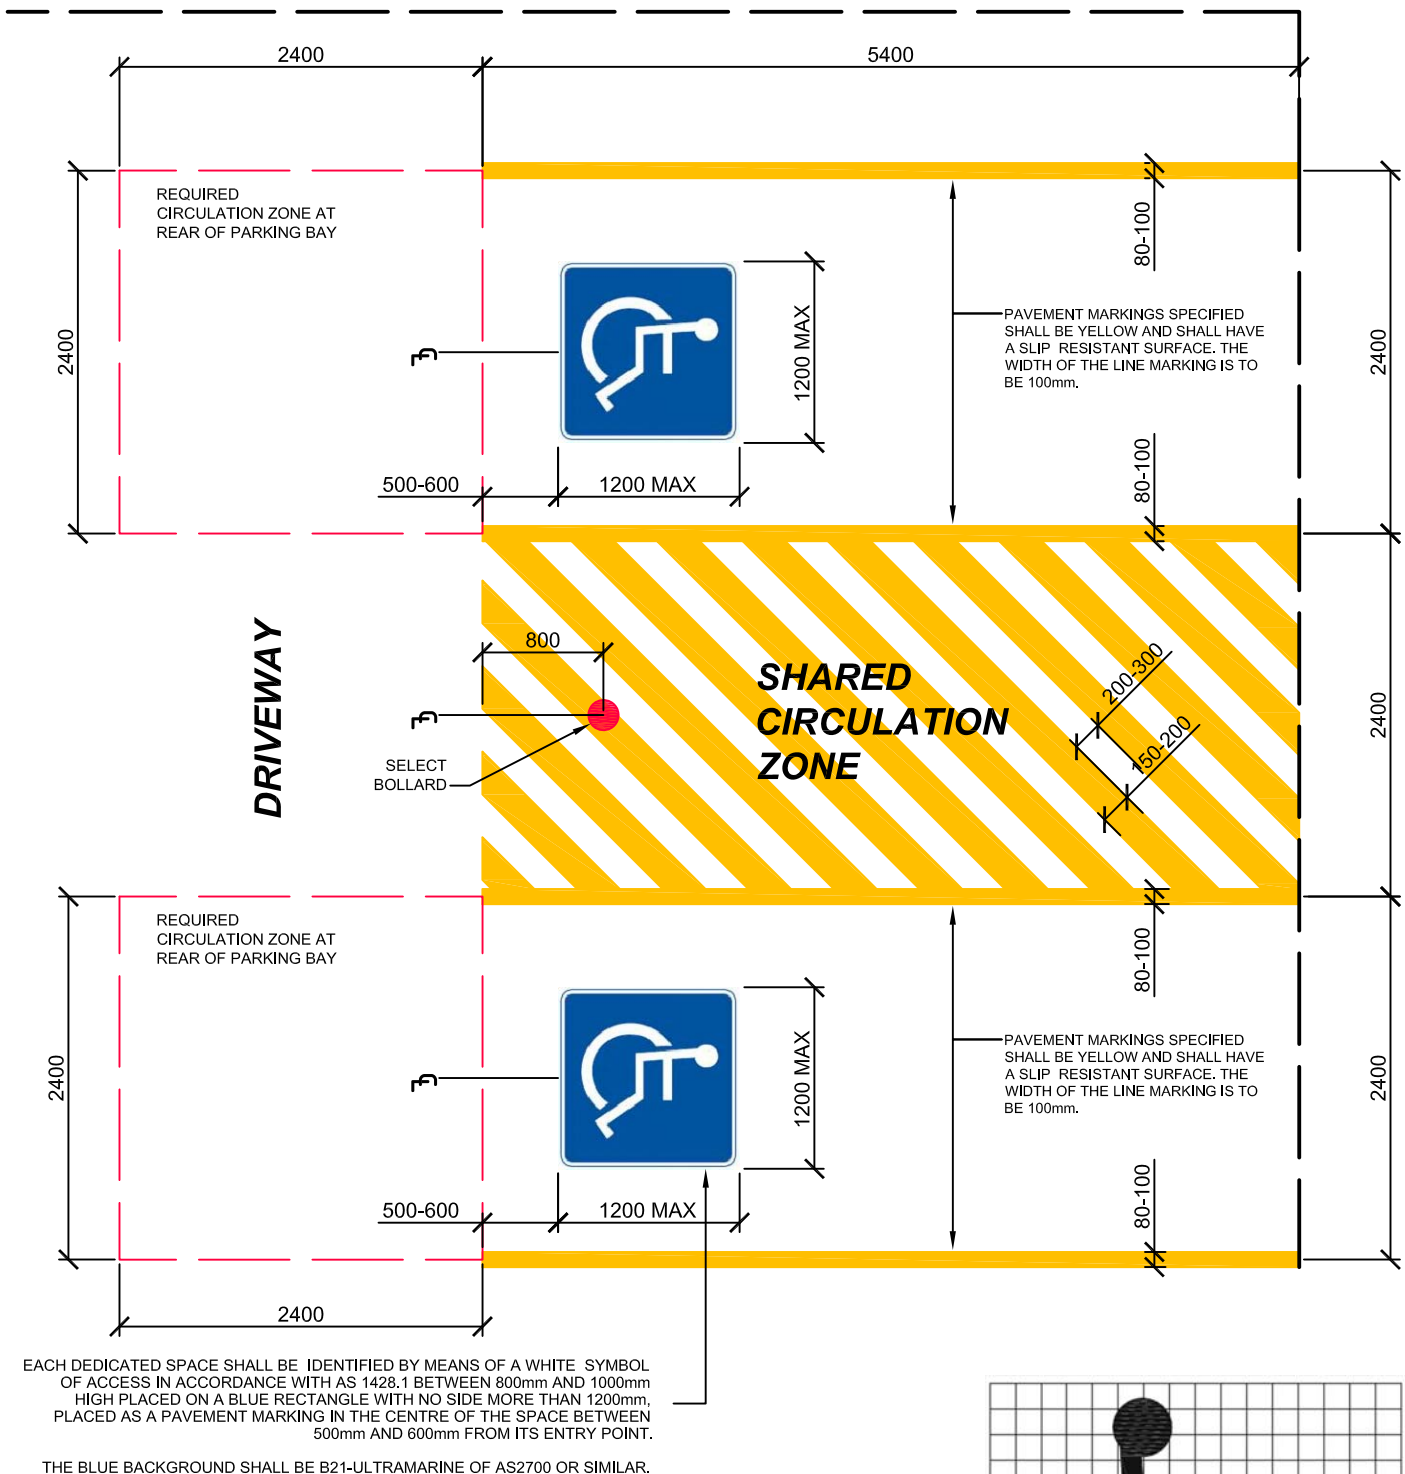 2400
5400
REQUIRED
CIRCULATION ZONE AT
REAR OF PARKING BAY
80-100
2400
1200 MAX
PAVEMENT MARKINGS SPECIFIED
SHALL BE YELLOW AND SHALL HAVE
A SLIP RESISTANT SURFACE. THE
WIDTH OF THE LINE MARKING IS TO
BE 100mm.
2400
80-100
500-600
1200 MAX
DRIVEWAY
800
SHARED
CIRCULATION
ZONE
200-300
150-200
2400
SELECT
BOLLARD
REQUIRED
CIRCULATION ZONE AT
REAR OF PARKING BAY
80-100
2400
1200 MAX
PAVEMENT MARKINGS SPECIFIED
SHALL BE YELLOW AND SHALL HAVE
A SLIP RESISTANT SURFACE. THE
WIDTH OF THE LINE MARKING IS TO
BE 100mm.
2400
80-100
500-600
1200 MAX
2400
EACH DEDICATED SPACE SHALL BE IDENTIFIED BY MEANS OF A WHITE SYMBOL
OF ACCESS IN ACCORDANCE WITH AS 1428.1 BETWEEN 800mm AND 1000mm
HIGH PLACED ON A BLUE RECTANGLE WITH NO SIDE MORE THAN 1200mm,
PLACED AS A PAVEMENT MARKING IN THE CENTRE OF THE SPACE BETWEEN
500mm AND 600mm FROM ITS ENTRY POINT.
THE BLUE BACKGROUND SHALL BE B21-ULTRAMARINE OF AS2700 OR SIMILAR.